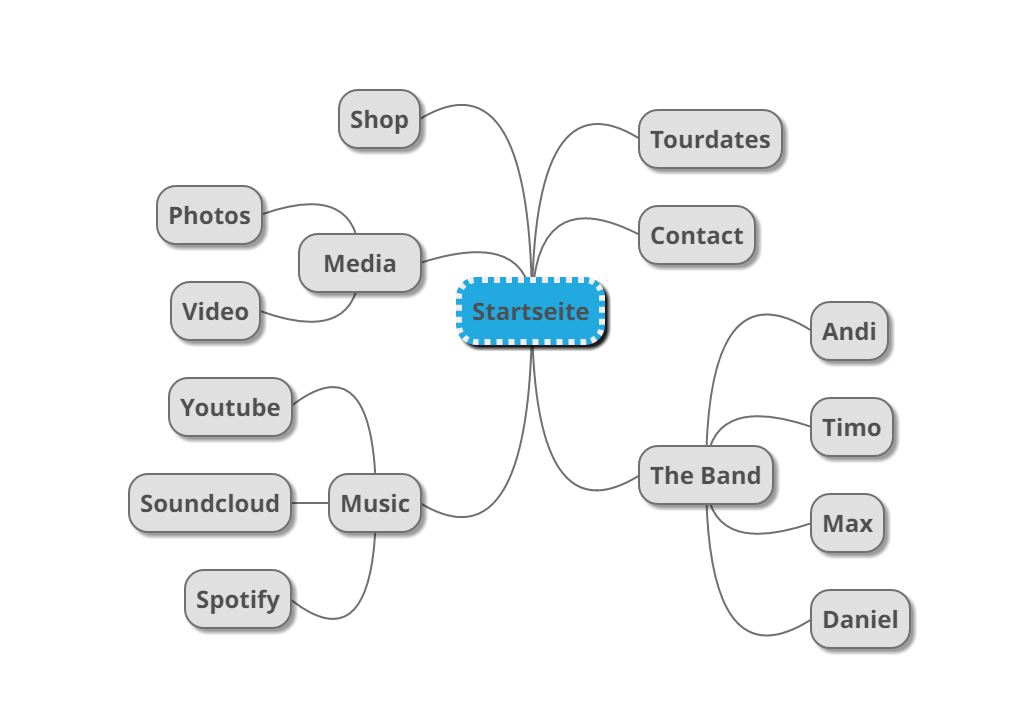 Shop
Tourdates
Photos
Contact
Media
Video
Startseite
Andi
Youtube
Timo
The Band
Soundcloud
Music
Max
Spotify
Daniel